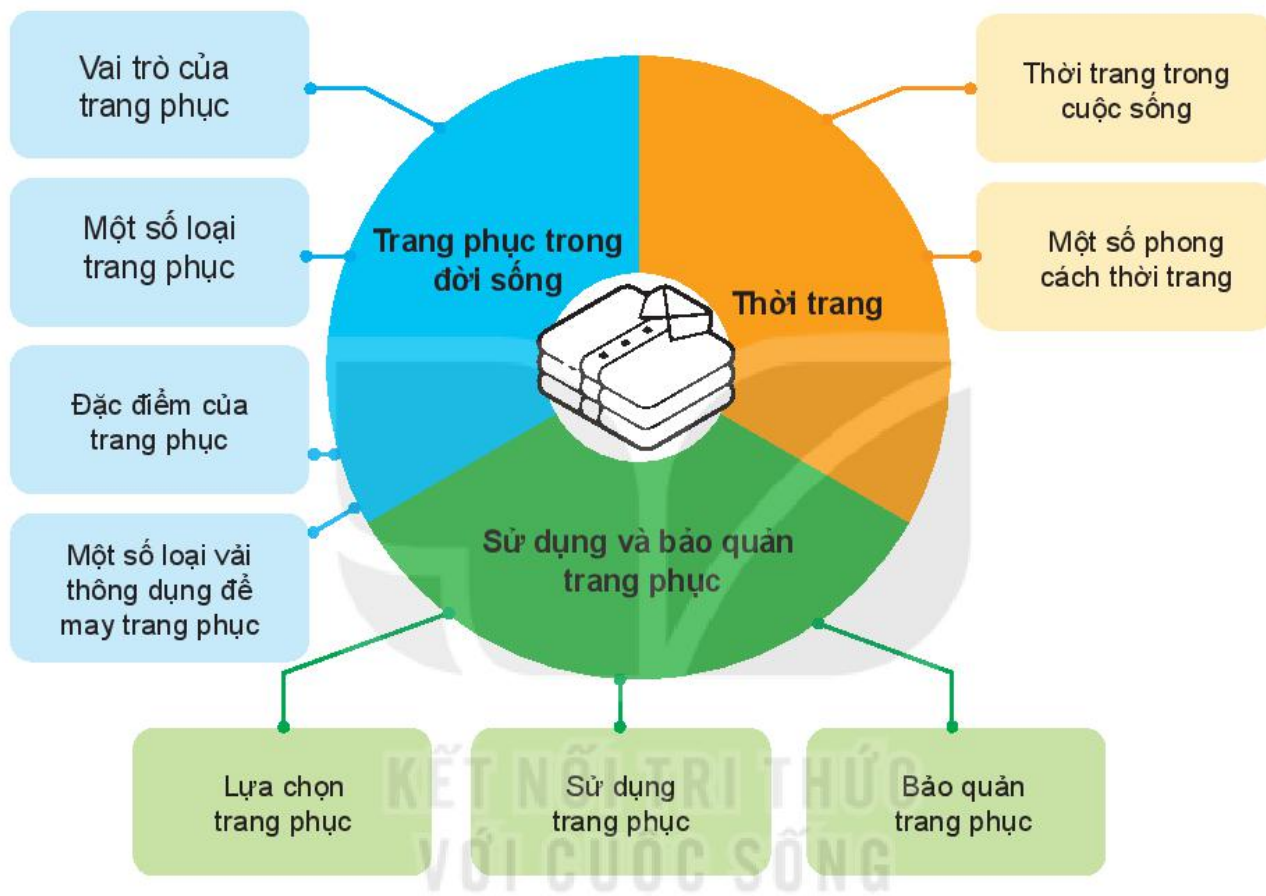 Vai trò của
trang phục
Một số loại
trang phục
Đặc điểm của
trang phục
Một số loại vải
thông dụng để
may trang phục
Trang phục trong
đời sống
Thời trang
Thời trang trong
cuộc sống
Một số phong
cách thời trang
Sử dụng và bảo quản
trang phục
Lựa chọn
trang phục
Sử dụng
trang phục
Bảo quản
trang phục
KẾT NỐI TRI THỨC
VỚI CUỘC SỐNG